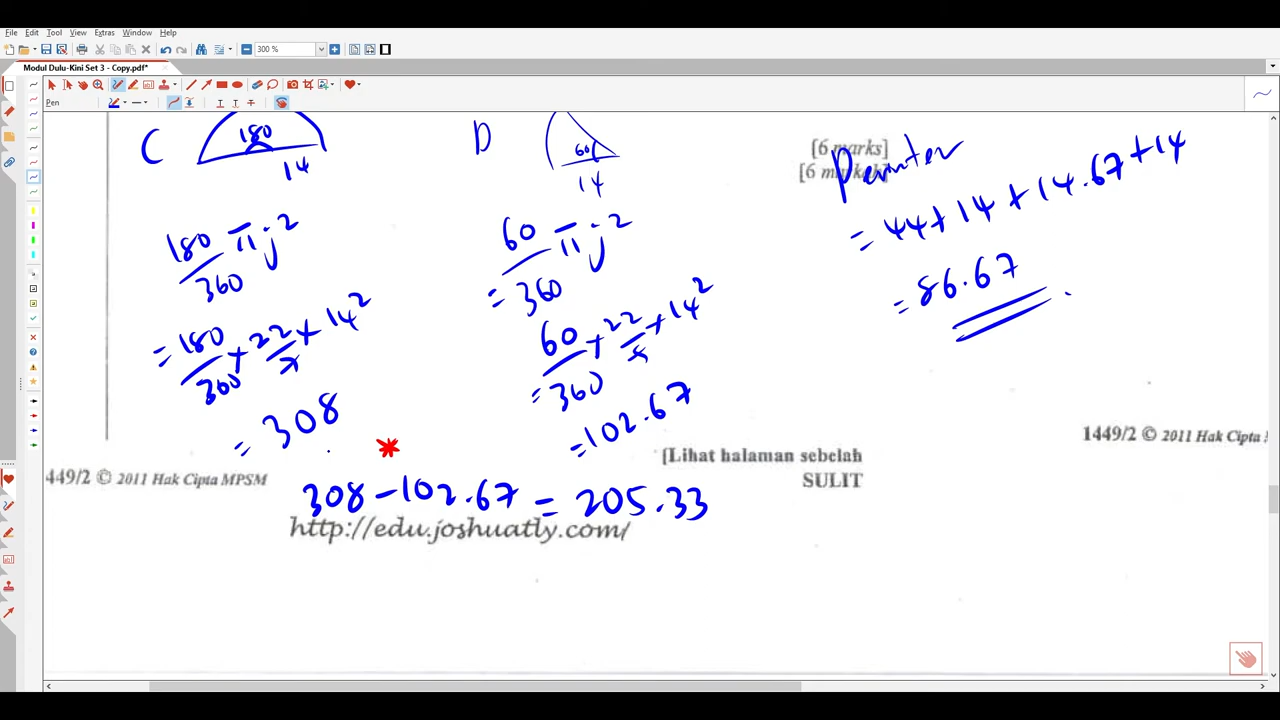 File Edit Tool View Extras Window Help
300 %
Modul Dulu-Kini Set 3 - Copy.pdf*
Pen
C 180 14
180/360 πj²
= 180/360 × 22/7 × 14²
= 308
D 60 14
60/360 πj²
= 60/360 × 22/7 × 14²
= 102.67
308 - 102.67 = 205.33
[6 marks]
[6 markah]
Perimeter
= 44 + 14 + 14.67 + 14
= 86.67
[Lihat halaman sebelah
SULIT
449/2 © 2011 Hak Cipta MPSM
1449/2 © 2011 Hak Cipta
http://edu.joshuatly.com/